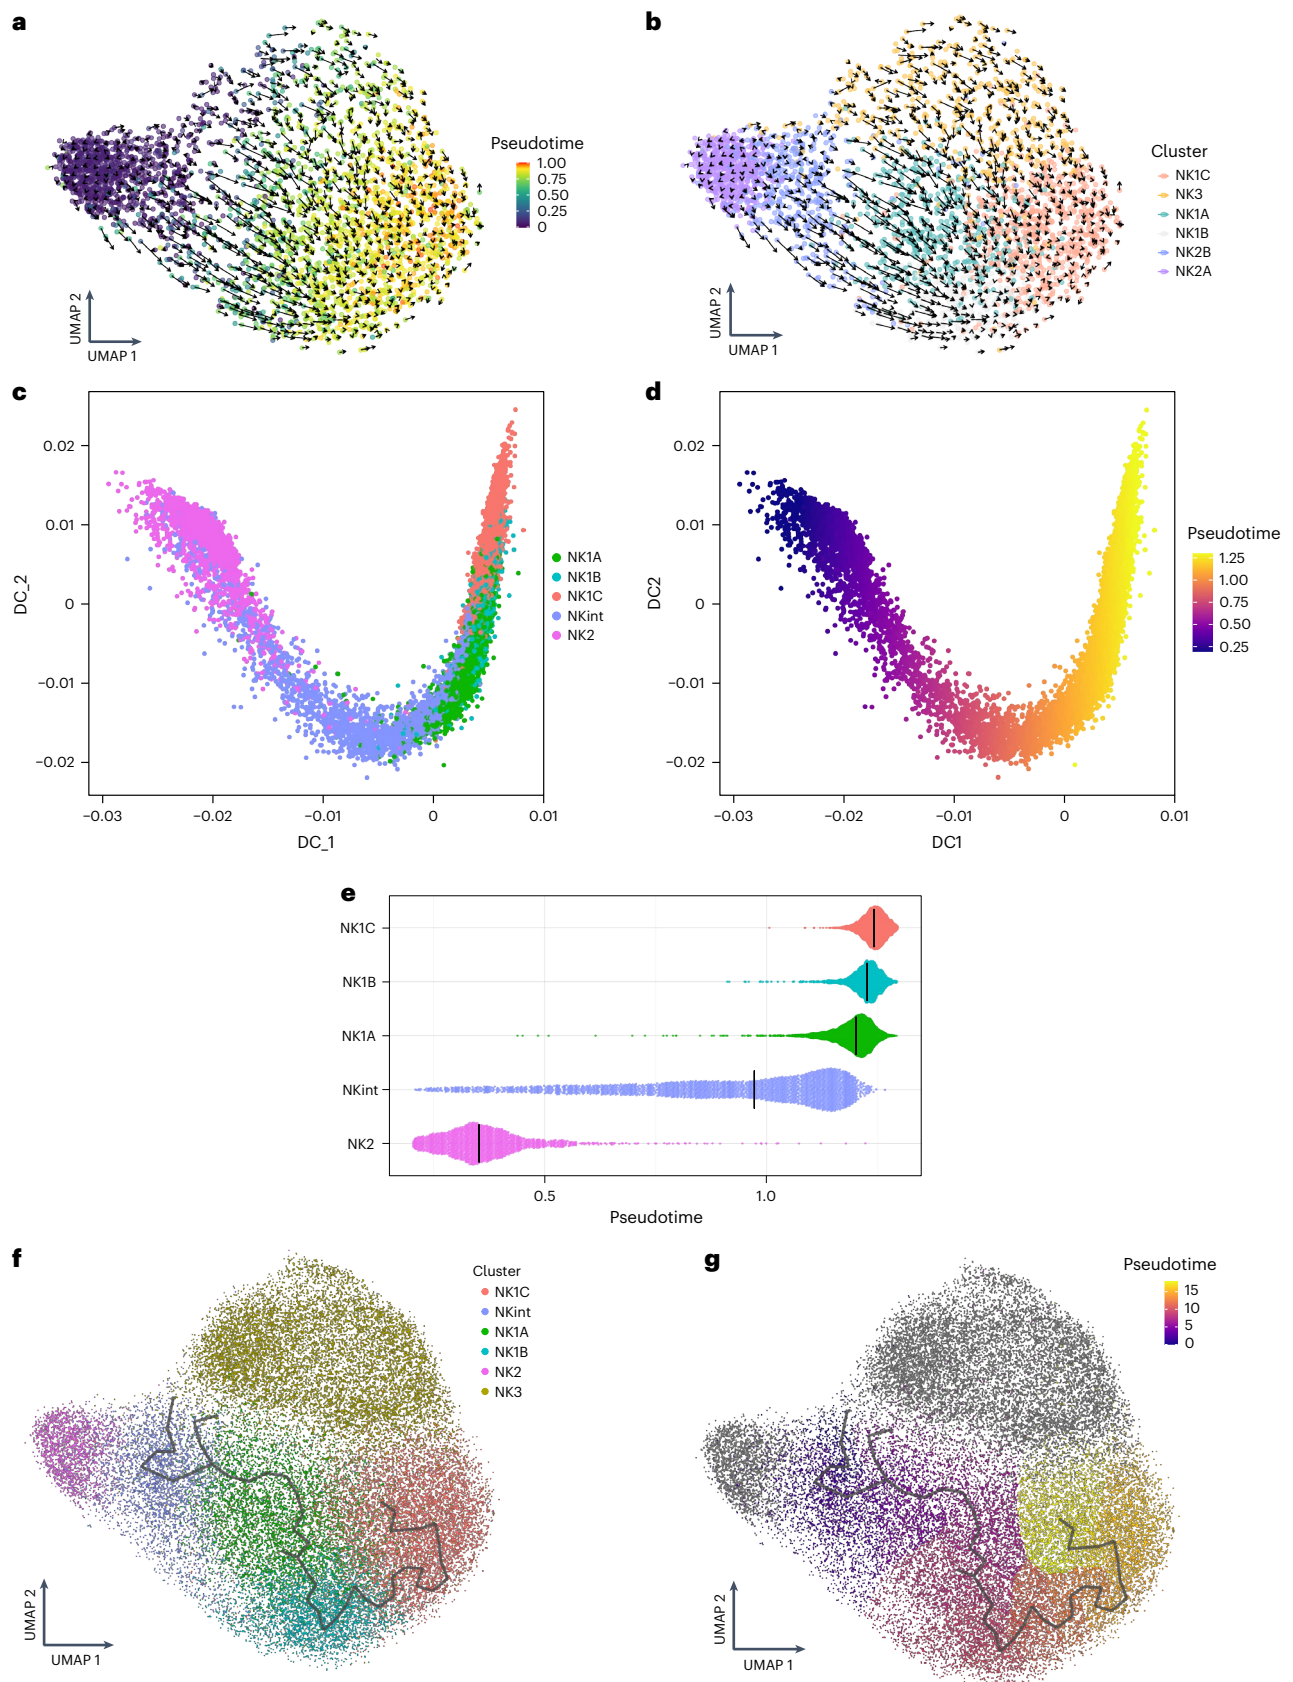 a
Pseudotime
1.00
0.75
0.50
0.25
0
UMAP 2
UMAP 1
b
Cluster
NK1C
NK3
NK1A
NK1B
NK2B
NK2A
UMAP 2
UMAP 1
c
0.02
0.01
0
−0.01
−0.02
DC_2
−0.03
−0.02
−0.01
0
0.01
DC_1
NK1A
NK1B
NK1C
NKint
NK2
d
0.02
0.01
0
−0.01
−0.02
DC2
−0.03
−0.02
−0.01
0
0.01
DC1
Pseudotime
1.25
1.00
0.75
0.50
0.25
e
NK1C
NK1B
NK1A
NKint
NK2
0.5
1.0
Pseudotime
f
Cluster
NK1C
NKint
NK1A
NK1B
NK2
NK3
UMAP 2
UMAP 1
g
Pseudotime
15
10
5
0
UMAP 2
UMAP 1